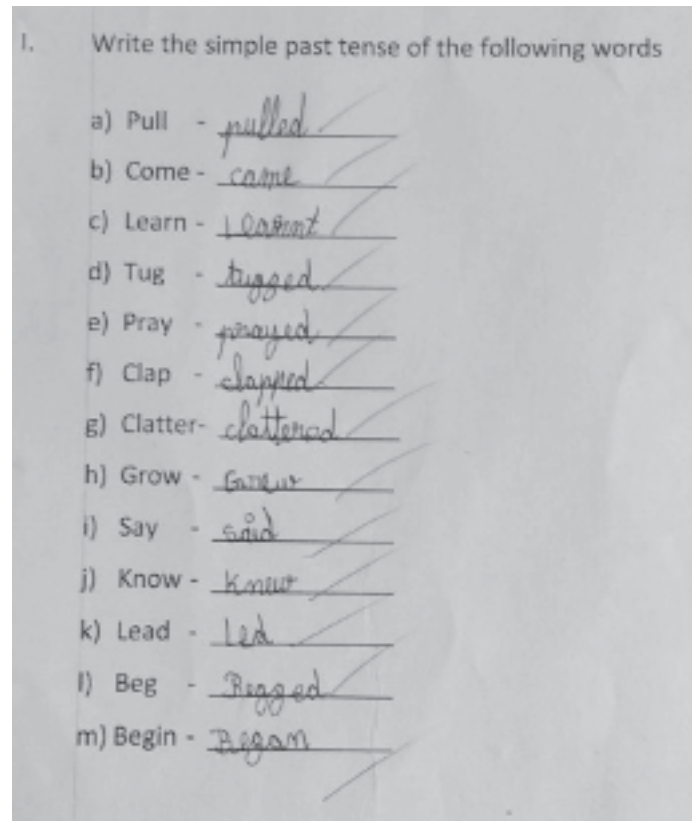 1. Write the simple past tense of the following words
a) Pull - pulled
b) Come - came
c) Learn - Learnt
d) Tug - tugged
e) Pray - prayed
f) Clap - clapped
g) Clatter- clattered
h) Grow - Grew
i) Say - said
j) Know - Knew
k) Lead - Led
l) Beg - Begged
m) Begin - Began